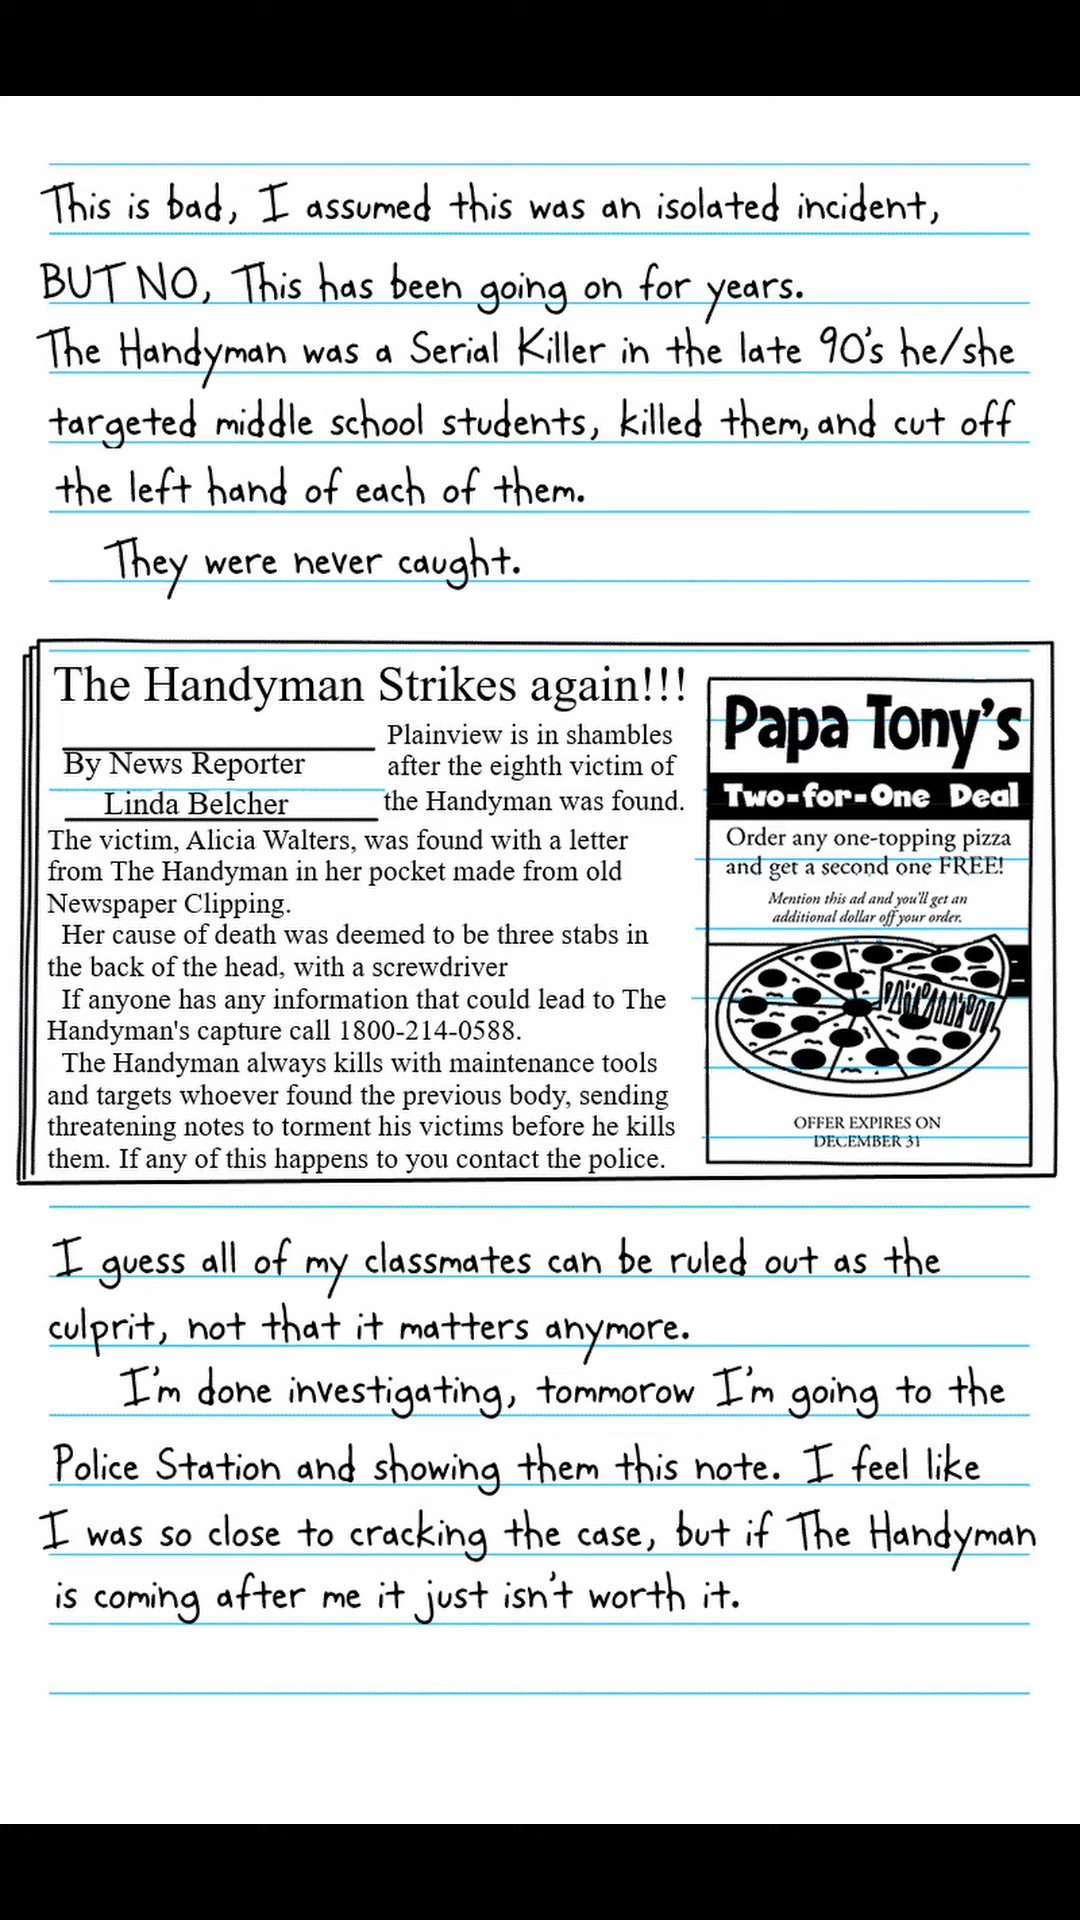 This is bad, I assumed this was an isolated incident,
BUT NO, This has been going on for years.
The Handyman was a Serial Killer in the late 90's he/she
targeted middle school students, killed them, and cut off
the left hand of each of them.
They were never caught.
The Handyman Strikes again!!!
By News Reporter
Linda Belcher
Plainview is in shambles
after the eighth victim of
the Handyman was found.
The victim, Alicia Walters, was found with a letter
from The Handyman in her pocket made from old
Newspaper Clipping.
Her cause of death was deemed to be three stabs in
the back of the head, with a screwdriver
If anyone has any information that could lead to The
Handyman's capture call 1800-214-0588.
The Handyman always kills with maintenance tools
and targets whoever found the previous body, sending
threatening notes to torment his victims before he kills
them. If any of this happens to you contact the police.
Papa Tony's
Two-for-One Deal
Order any one-topping pizza
and get a second one FREE!
Mention this ad and you'll get an
additional dollar off your order.
OFFER EXPIRES ON
DECEMBER 31
I guess all of my classmates can be ruled out as the
culprit, not that it matters anymore.
I'm done investigating, tommorow I'm going to the
Police Station and showing them this note. I feel like
I was so close to cracking the case, but if The Handyman
is coming after me it just isn't worth it.